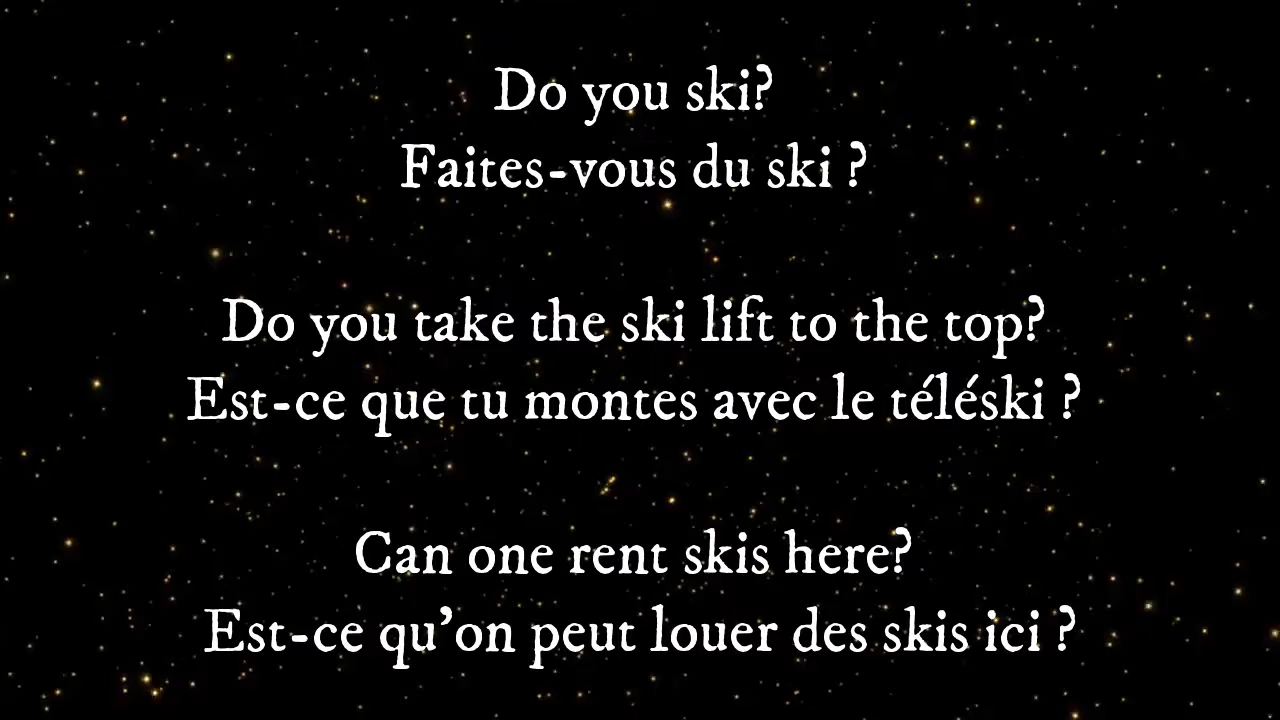 Do you ski?
Faites-vous du ski ?
Do you take the ski lift to the top?
Est-ce que tu montes avec le téléski ?
Can one rent skis here?
Est-ce qu’on peut louer des skis ici ?